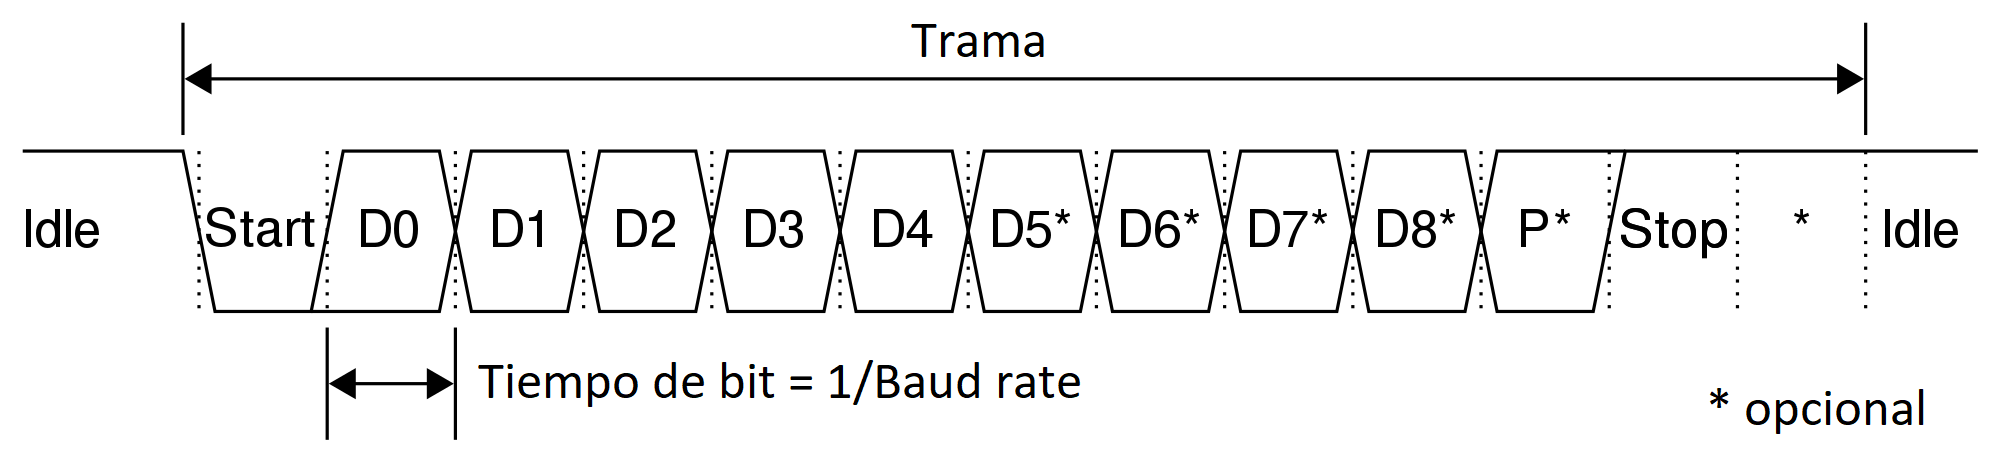 Trama
Idle Start D0 D1 D2 D3 D4 D5* D6* D7* D8* P* Stop * Idle
Tiempo de bit = 1/Baud rate
* opcional